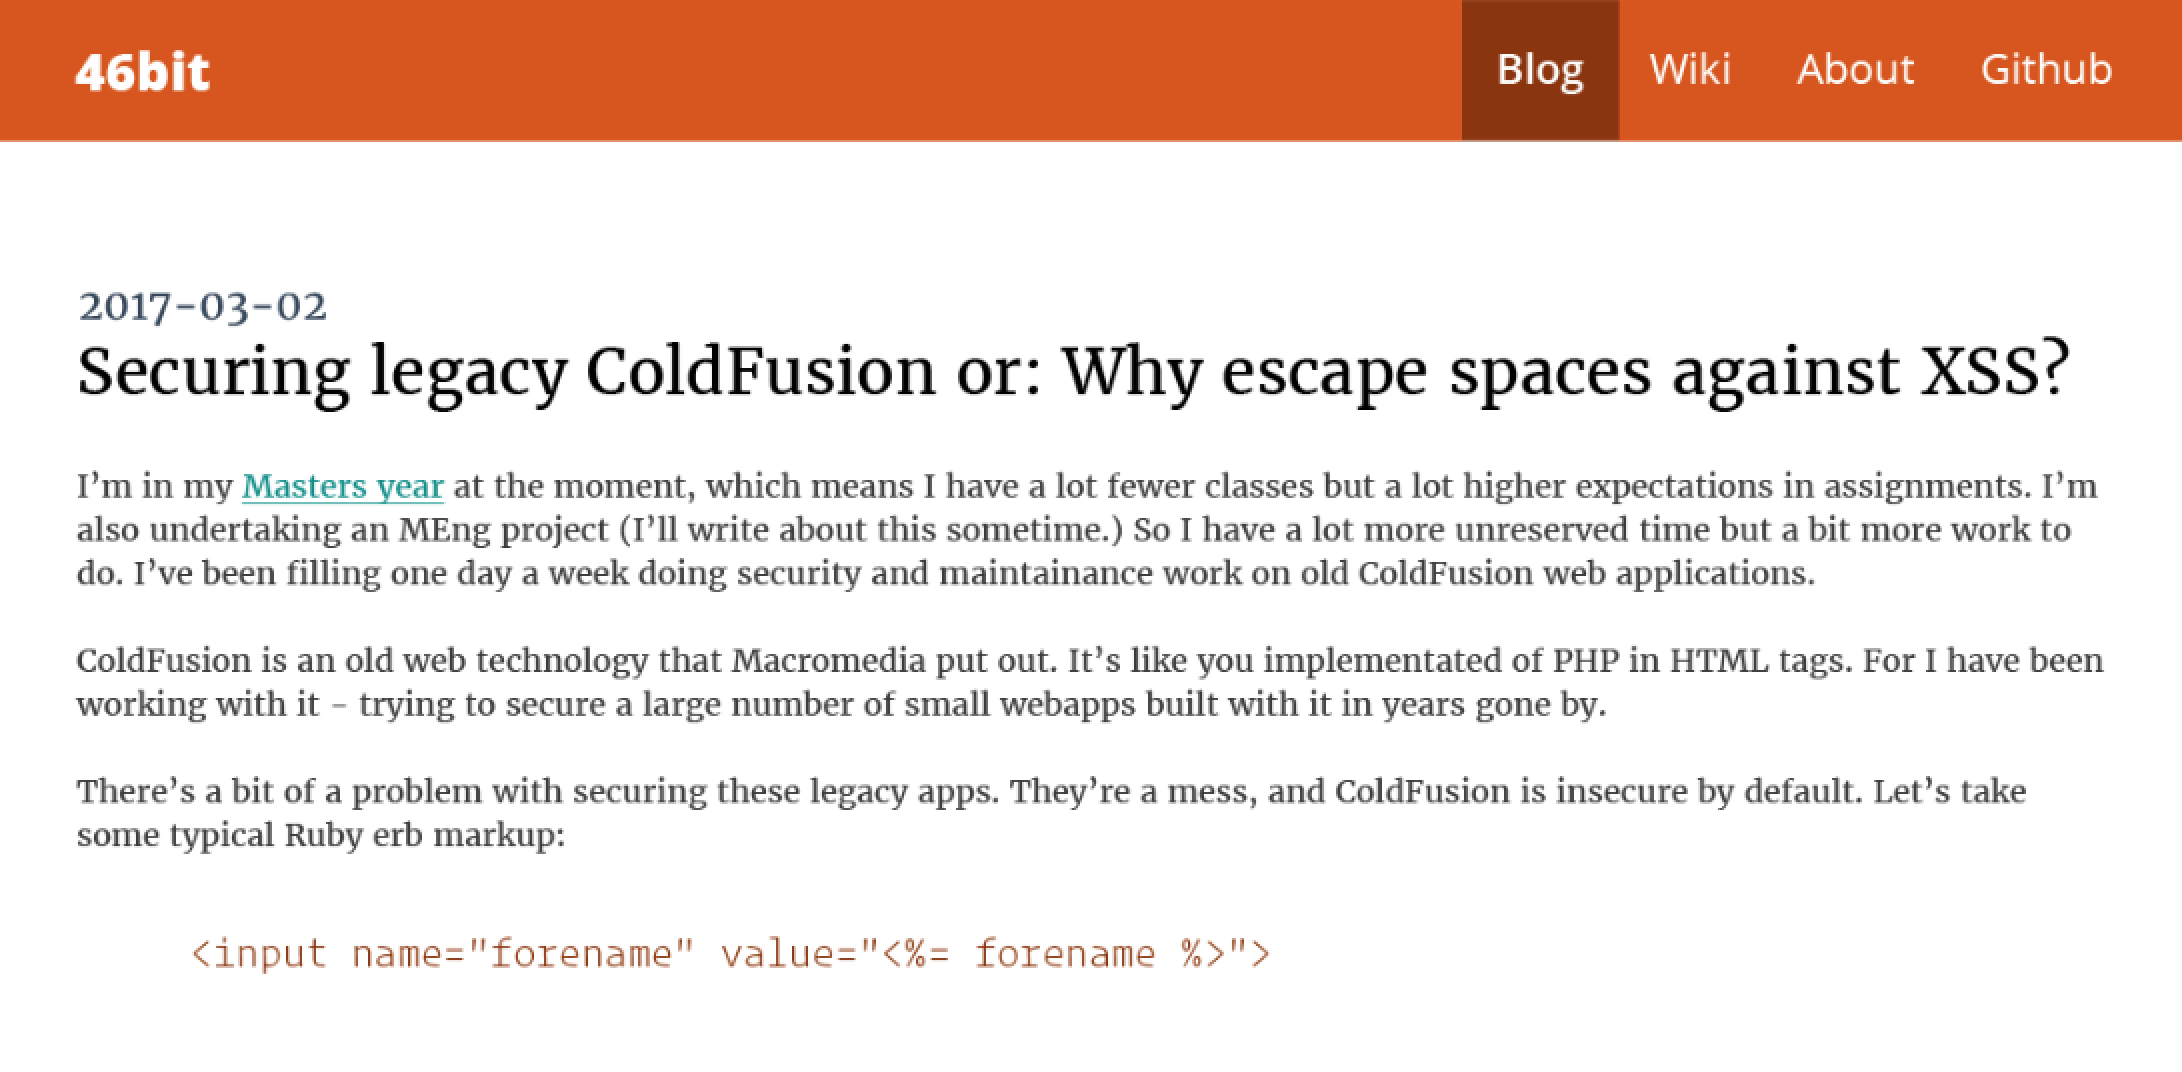 46bit
Blog Wiki About Github
2017-03-02
Securing legacy ColdFusion or: Why escape spaces against XSS?
I’m in my Masters year at the moment, which means I have a lot fewer classes but a lot higher expectations in assignments. I’m
also undertaking an MEng project (I’ll write about this sometime.) So I have a lot more unreserved time but a bit more work to
do. I’ve been filling one day a week doing security and maintainance work on old ColdFusion web applications.
ColdFusion is an old web technology that Macromedia put out. It’s like you implementated of PHP in HTML tags. For I have been
working with it – trying to secure a large number of small webapps built with it in years gone by.
There’s a bit of a problem with securing these legacy apps. They’re a mess, and ColdFusion is insecure by default. Let’s take
some typical Ruby erb markup:
<input name="forename" value="<%= forename %>">